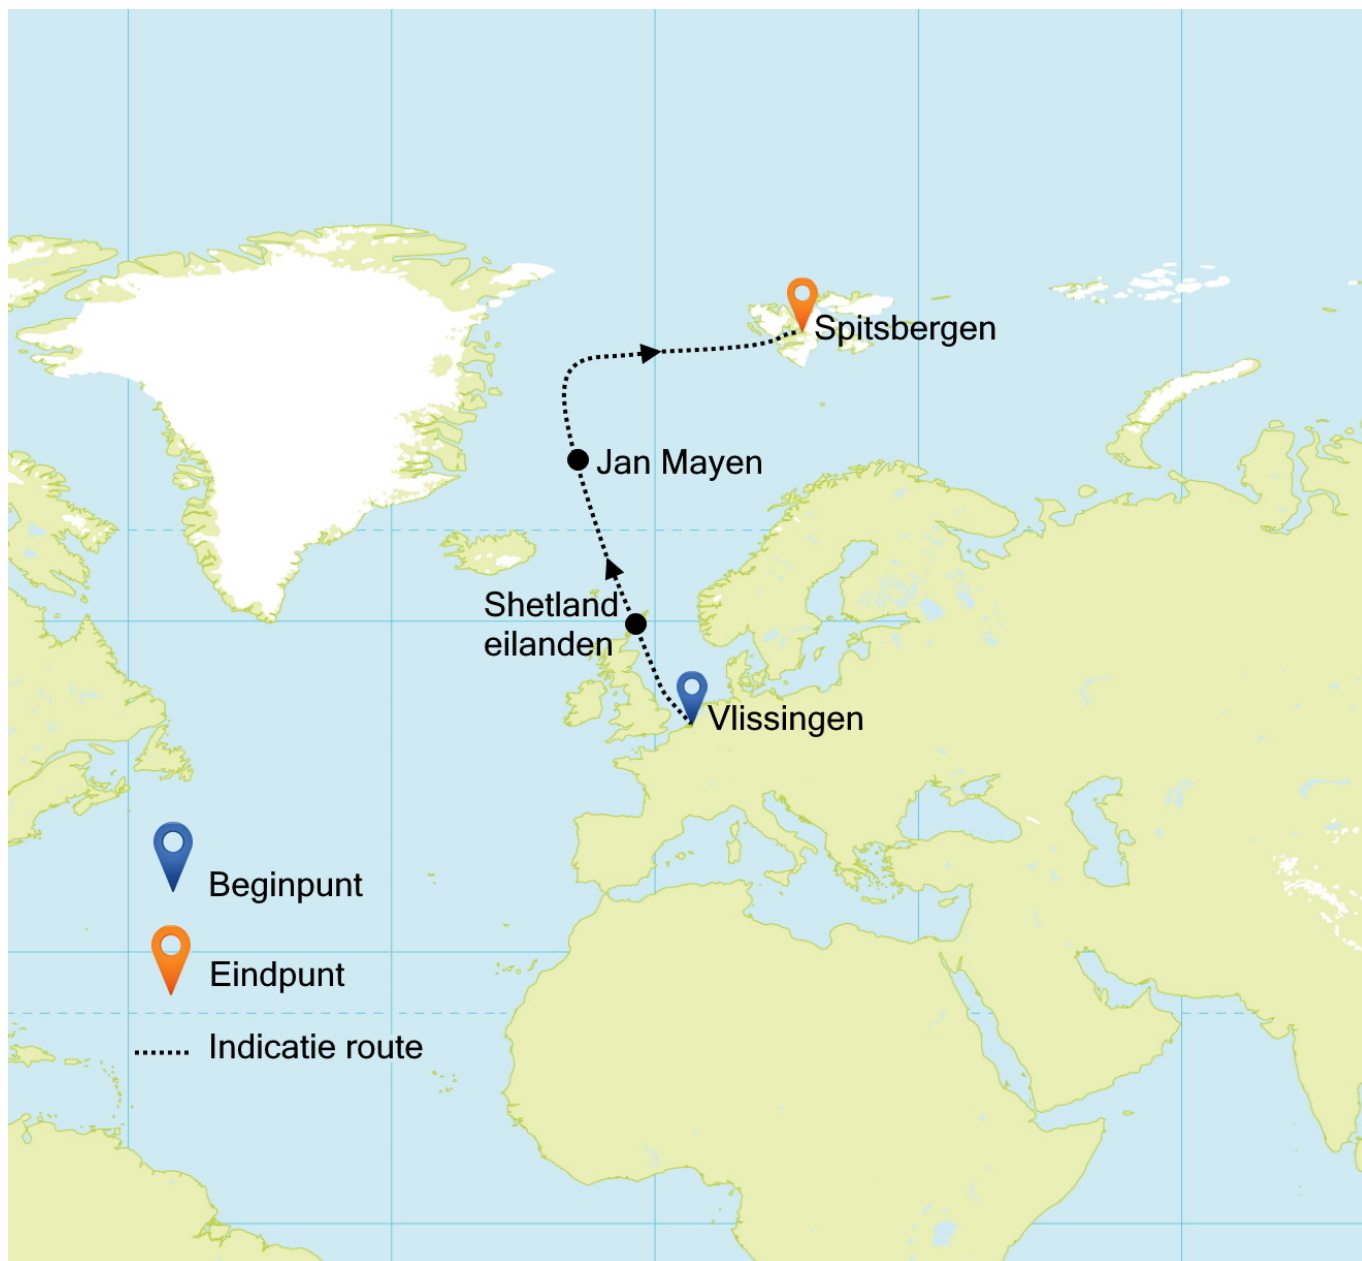 Spitsbergen
Jan Mayen
Shetland
eilanden
Vlissingen
Beginpunt
Eindpunt
Indicatie route